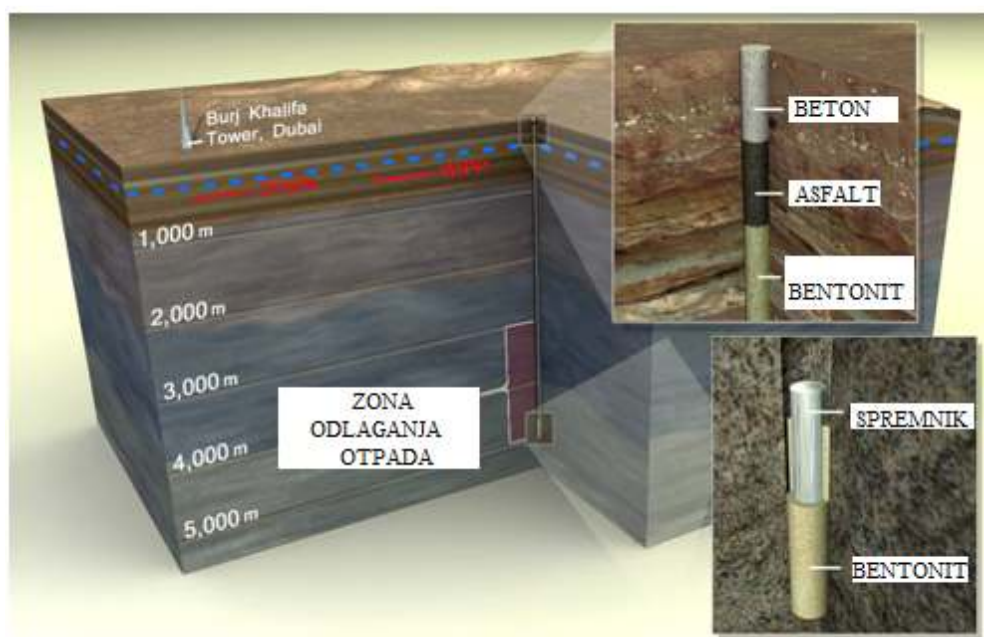 Burj Khalifa
Tower, Dubai
1,000 m
2,000 m
3,000 m
4,000 m
5,000 m
ZONA
ODLAGANJA
OTPADA
BETON
ASFALT
BENTONIT
SPREMNIK
BENTONIT